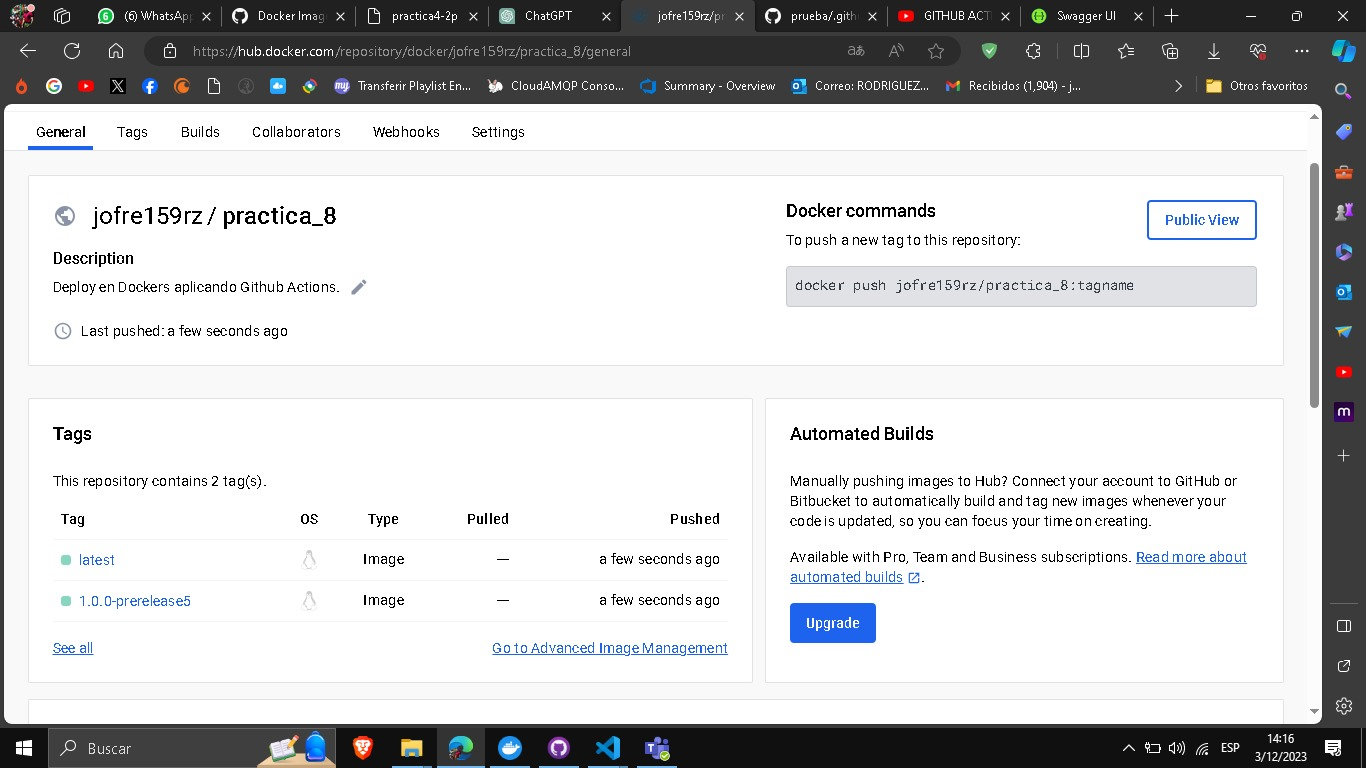 (6) WhatsApp
Docker Imag
practica4-2p
ChatGPT
jofre159rz/pr
prueba/.gith
GITHUB ACTI
Swagger UI
https://hub.docker.com/repository/docker/jofre159rz/practica_8/general
Transferir Playlist En...
CloudAMQP Conso...
Summary - Overview
Correo: RODRIGUEZ...
Recibidos (1,904) - j...
Otros favoritos
General
Tags
Builds
Collaborators
Webhooks
Settings
jofre159rz / practica_8
Description
Deploy en Dockers aplicando Github Actions.
Last pushed: a few seconds ago
Docker commands
Public View
To push a new tag to this repository:
docker push jofre159rz/practica_8:tagname
Tags
This repository contains 2 tag(s).
Tag OS Type Pulled Pushed
latest Image — a few seconds ago
1.0.0-prerelease5 Image — a few seconds ago
See all
Go to Advanced Image Management
Automated Builds
Manually pushing images to Hub? Connect your account to GitHub or
Bitbucket to automatically build and tag new images whenever your
code is updated, so you can focus your time on creating.
Available with Pro, Team and Business subscriptions. Read more about
automated builds.
Upgrade
Buscar
ESP
14:16
3/12/2023